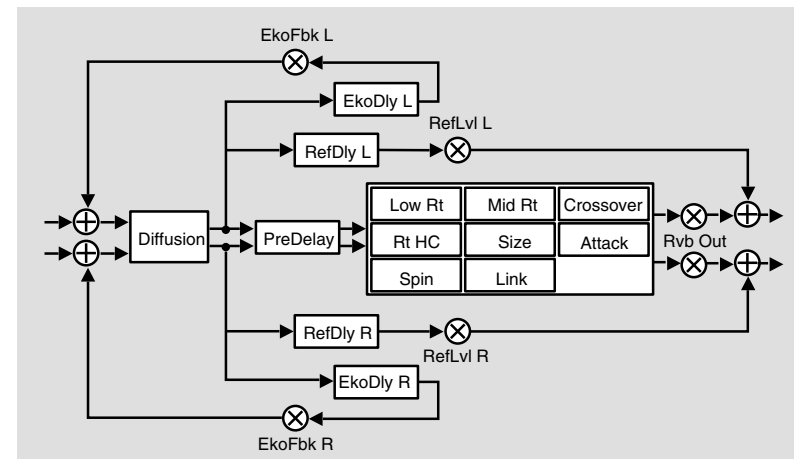 EkoFbk L
EkoDly L
RefLvl L
RefDly L
Low Rt
Mid Rt
Crossover
Diffusion
PreDelay
Rt HC
Size
Attack
Rvb Out
Spin
Link
RefDly R
RefLvl R
EkoDly R
EkoFbk R